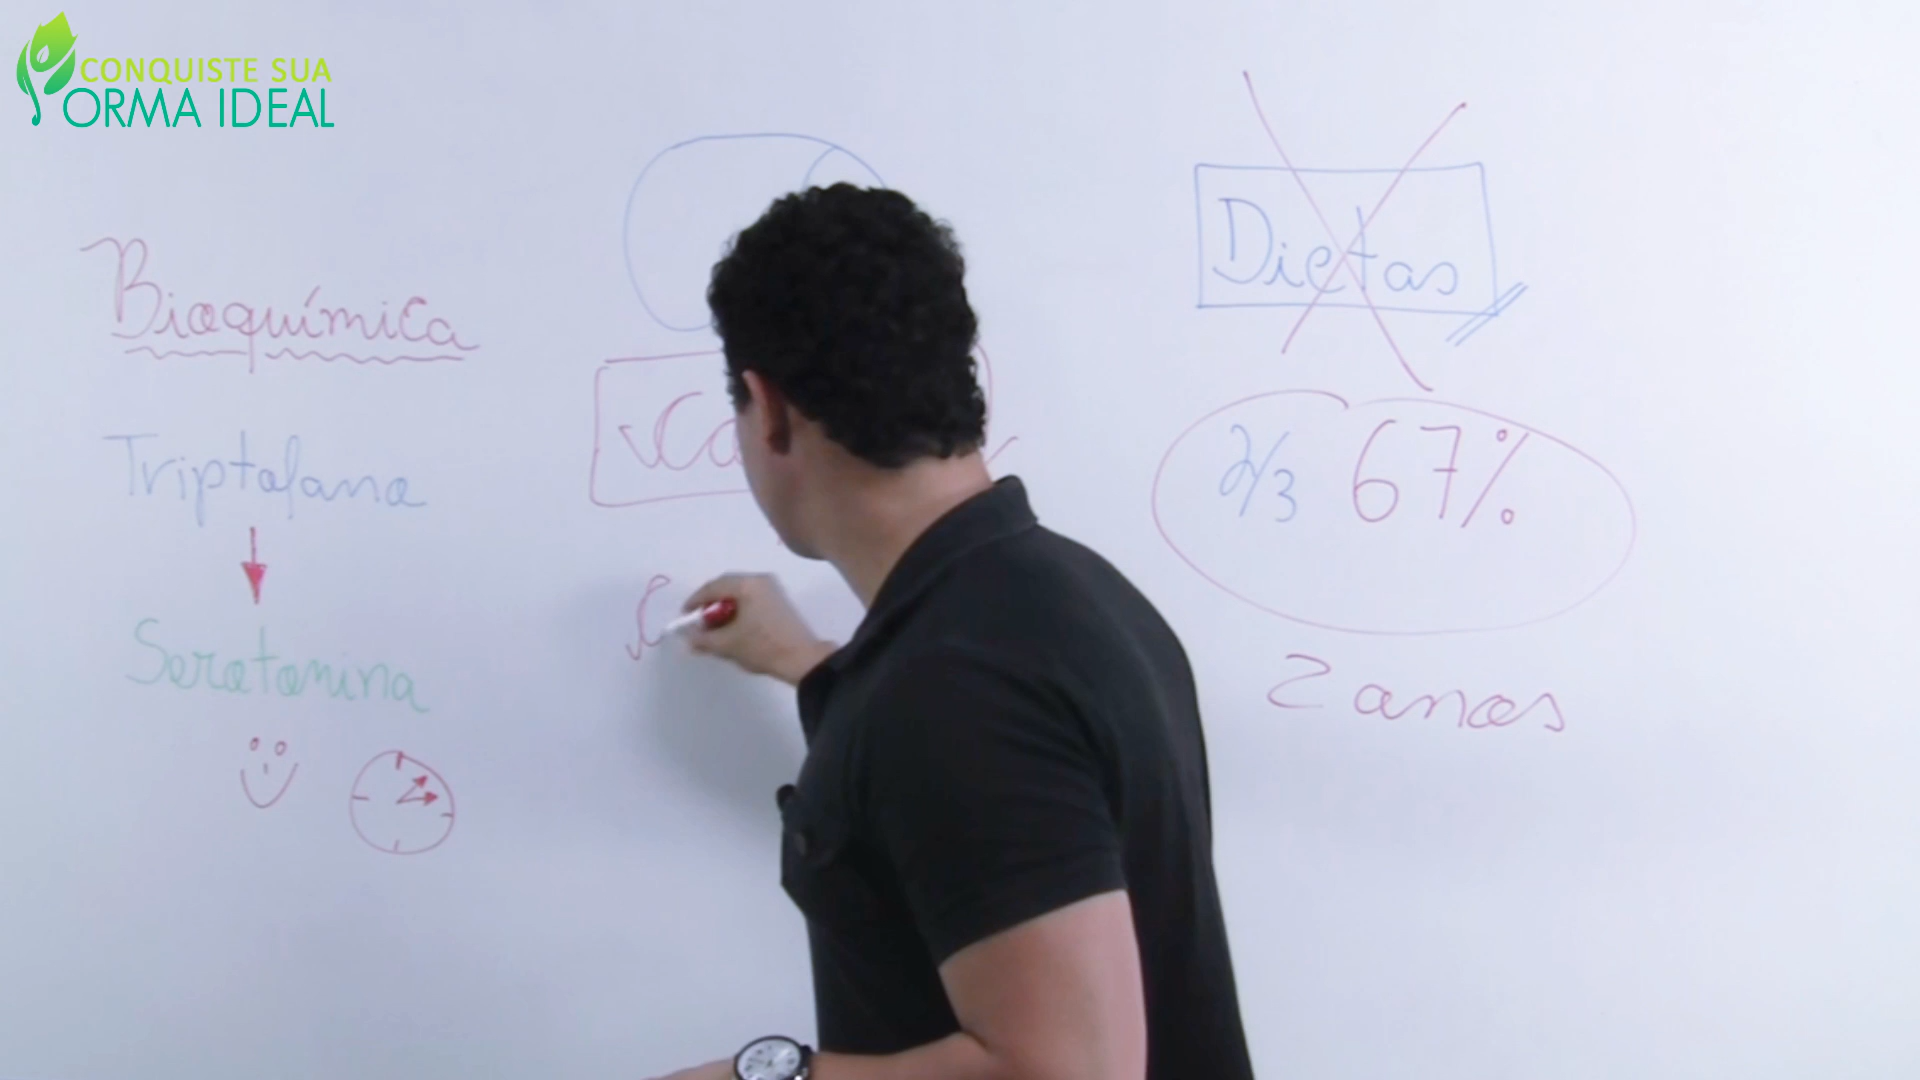 CONQUISTE SUA
FORMA IDEAL
Bioquímica
Triptofano
↓
Serotonina
Dietas
2/3 67%
2 anos